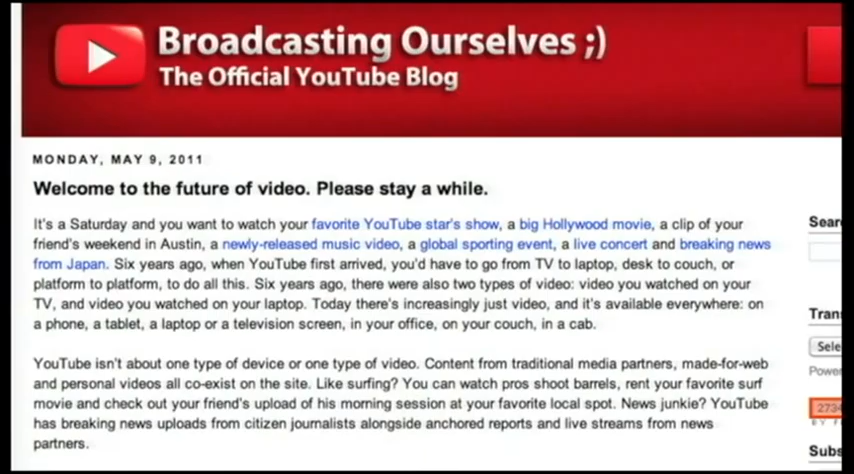 Broadcasting Ourselves ;)
The Official YouTube Blog
MONDAY, MAY 9, 2011
Welcome to the future of video. Please stay a while.
It's a Saturday and you want to watch your favorite YouTube star's show, a big Hollywood movie, a clip of your
friend's weekend in Austin, a newly-released music video, a global sporting event, a live concert and breaking news
from Japan. Six years ago, when YouTube first arrived, you'd have to go from TV to laptop, desk to couch, or
platform to platform, to do all this. Six years ago, there were also two types of video: video you watched on your
TV, and video you watched on your laptop. Today there's increasingly just video, and it's available everywhere: on
a phone, a tablet, a laptop or a television screen, in your office, on your couch, in a cab.
YouTube isn't about one type of device or one type of video. Content from traditional media partners, made-for-web
and personal videos all co-exist on the site. Like surfing? You can watch pros shoot barrels, rent your favorite surf
movie and check out your friend's upload of his morning session at your favorite local spot. News junkie? YouTube
has breaking news uploads from citizen journalists alongside anchored reports and live streams from news
partners.
Sear
Tran
Sele
Power
273
BY F
Subs